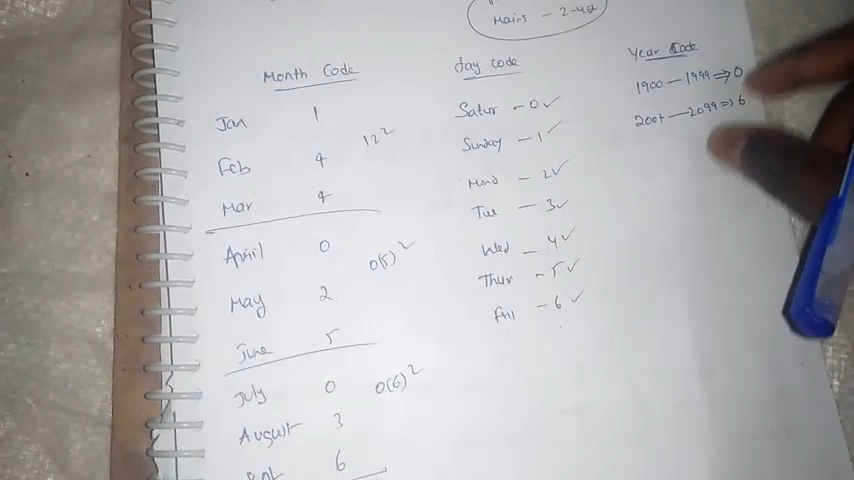 Mains - 2-4Q
Month Code
Jan 1
Feb 4
12²
Mar 4
April 0
0(5)²
May 2
June 5
July 0
0(6)²
August 3
6
day code
Satur - 0 ✓
Sunday - 1 ✓
Mond - 2 ✓
Tue - 3 ✓
Wed - 4 ✓
Thur - 5 ✓
Fri - 6 ✓
Year Code
1900 - 1999 => 0
2001 - 2099 => 6